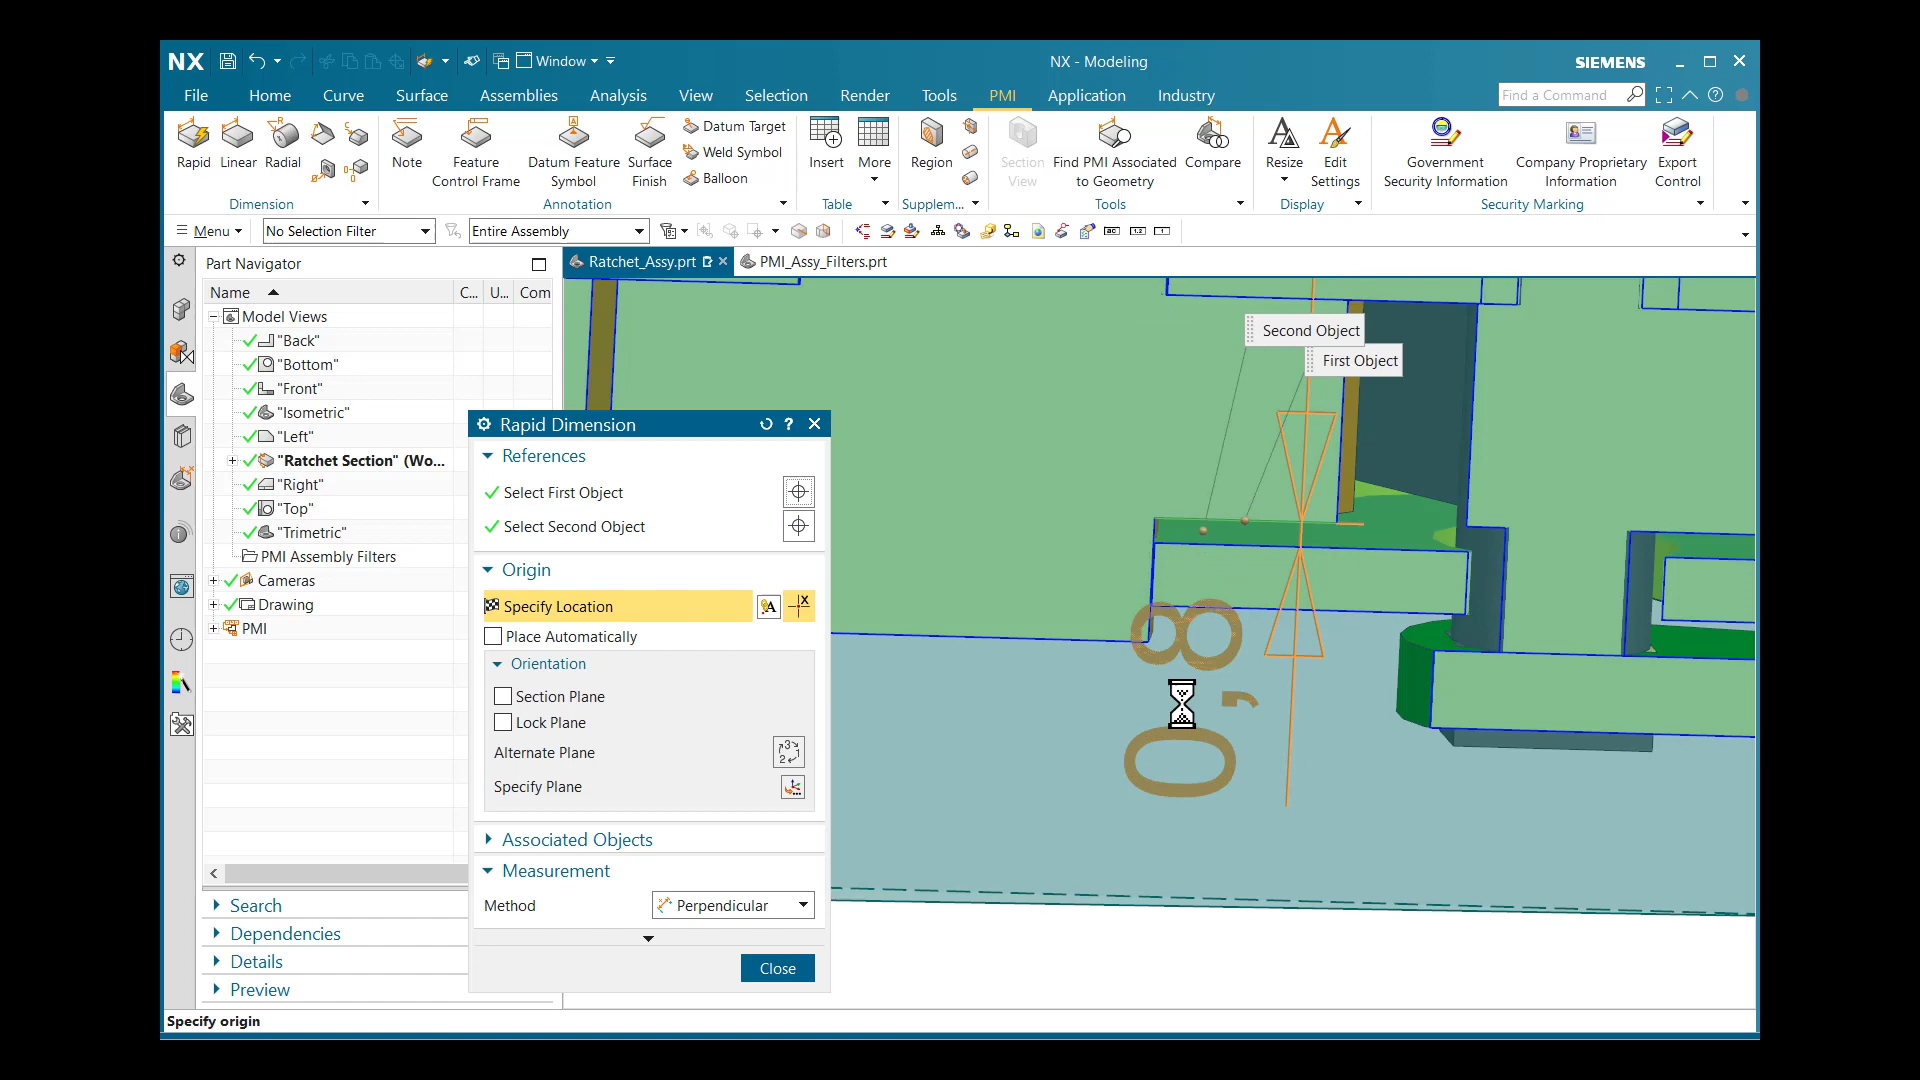 NX Window NX - Modeling SIEMENS
File Home Curve Surface Assemblies Analysis View Selection Render Tools PMI Application Industry Find a Command
Rapid Linear Radial Note Feature Control Frame Datum Feature Symbol Surface Finish Datum Target Weld Symbol Balloon Insert More Region Section View Find PMI Associated to Geometry Compare Resize Edit Settings Government Security Information Company Proprietary Information Export Control
Dimension Annotation Table Supplem... Tools Display Security Marking
Menu No Selection Filter Entire Assembly
Part Navigator Ratchet_Assy.prt PMI_Assy_Filters.prt
Name C... U... Com
Model Views
"Back"
"Bottom"
"Front"
"Isometric"
"Left"
"Ratchet Section" (Wo...
"Right"
"Top"
"Trimetric"
PMI Assembly Filters
Cameras
Drawing
PMI
Search
Dependencies
Details
Preview
Rapid Dimension
References
Select First Object
Select Second Object
Origin
Specify Location
Place Automatically
Orientation
Section Plane
Lock Plane
Alternate Plane
Specify Plane
Associated Objects
Measurement
Method Perpendicular
Close
Second Object
First Object
0,8
Specify origin